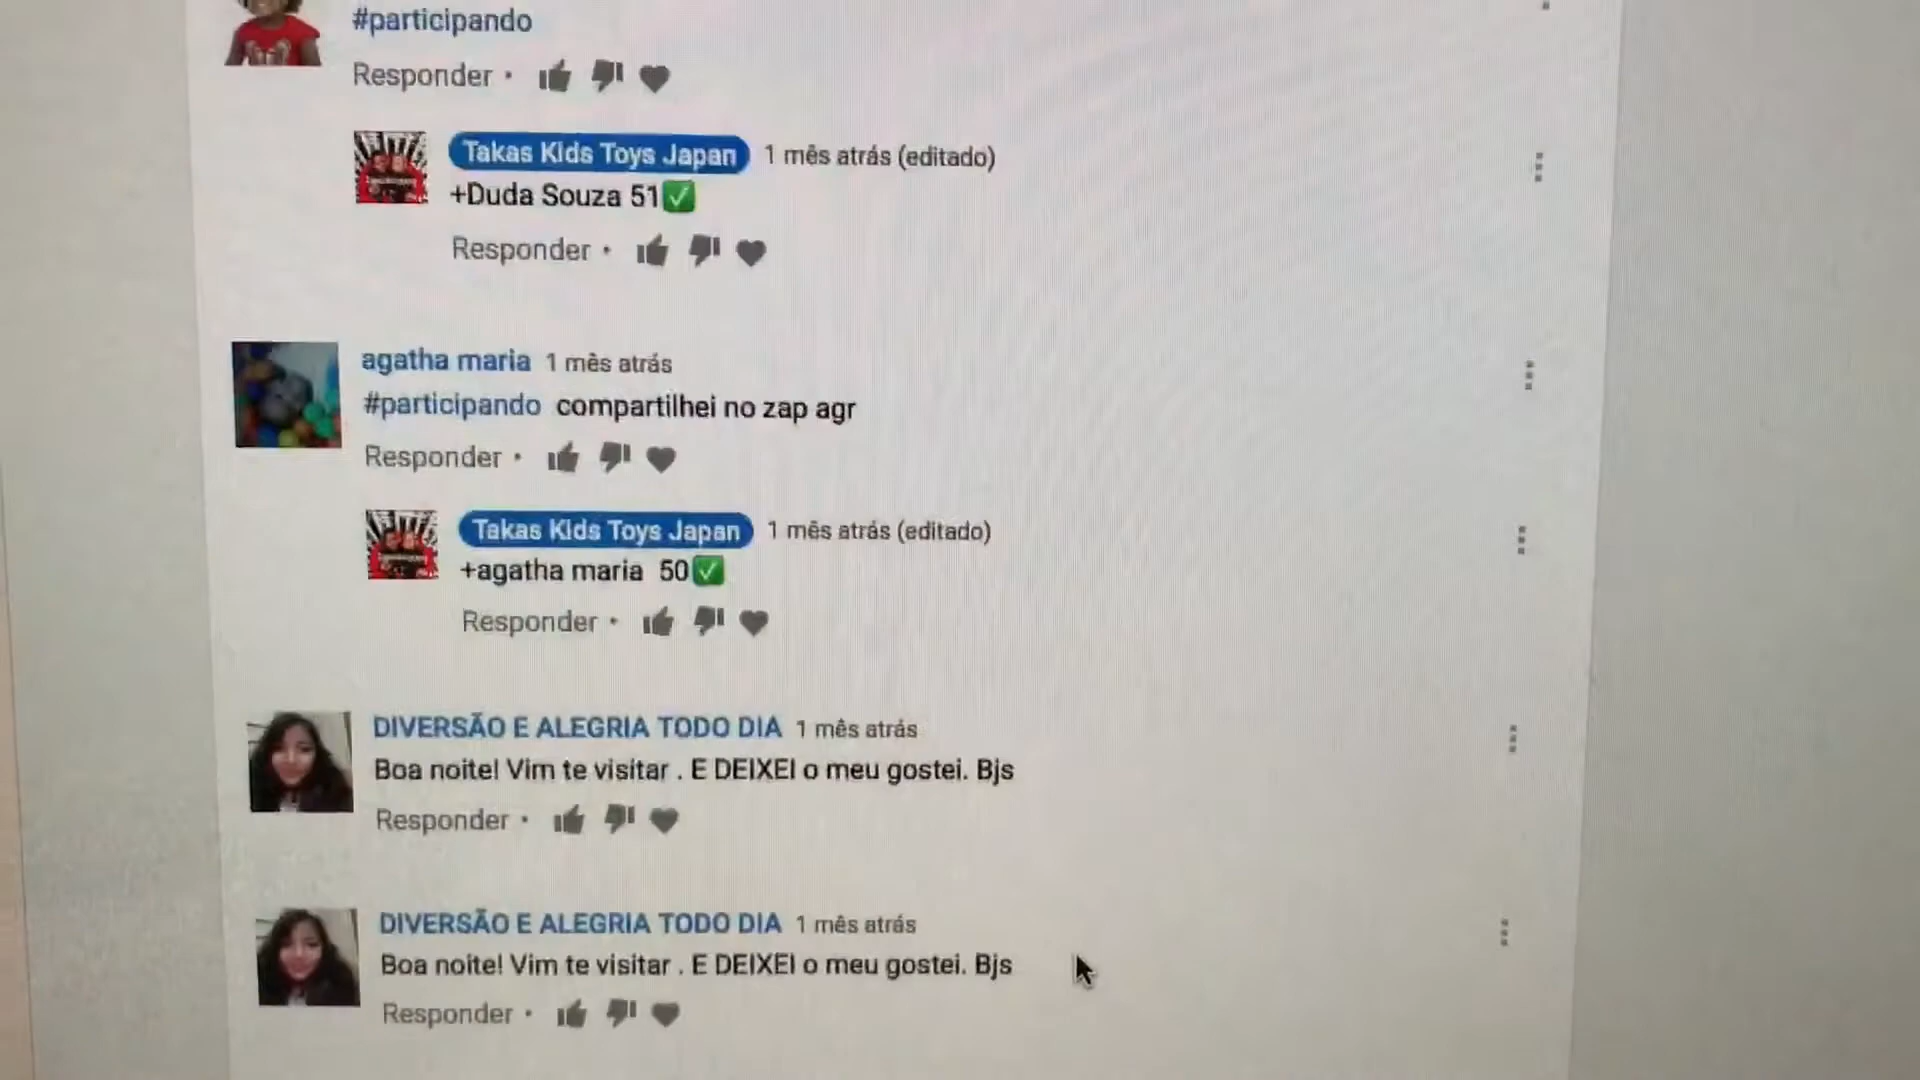 #participando
Responder •
Takas Kids Toys Japan 1 mês atrás (editado)
+Duda Souza 51✅
Responder •
agatha maria 1 mês atrás
#participando compartilhei no zap agr
Responder •
Takas Kids Toys Japan 1 mês atrás (editado)
+agatha maria 50✅
Responder •
DIVERSÃO E ALEGRIA TODO DIA 1 mês atrás
Boa noite! Vim te visitar . E DEIXEI o meu gostei. Bjs
Responder •
DIVERSÃO E ALEGRIA TODO DIA 1 mês atrás
Boa noite! Vim te visitar . E DEIXEI o meu gostei. Bjs
Responder •